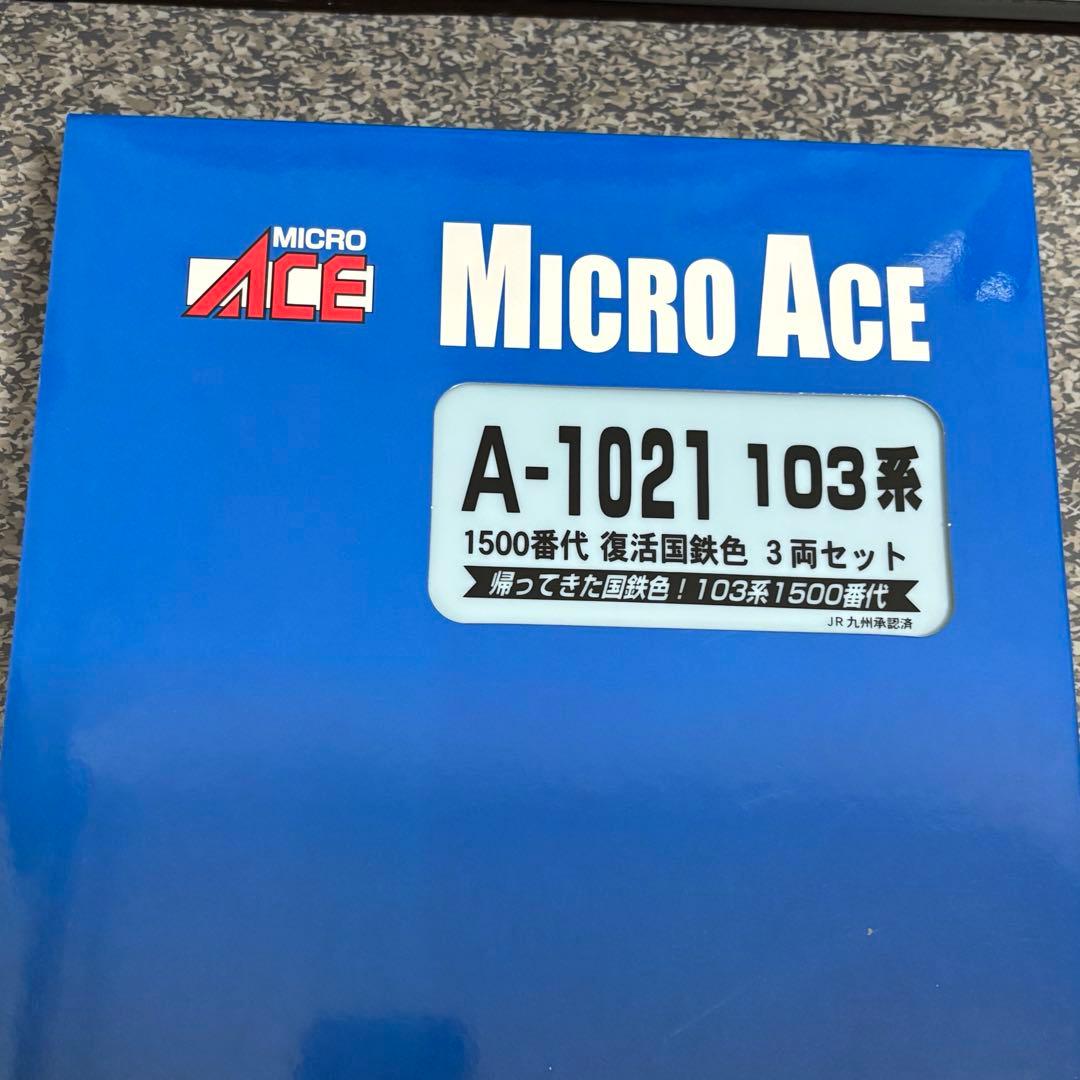 MICRO
ACE
MICRO ACE
A-1021 103系
1500番代 復活国鉄色 3両セット
帰ってきた国鉄色！103系1500番代
JR九州承認済